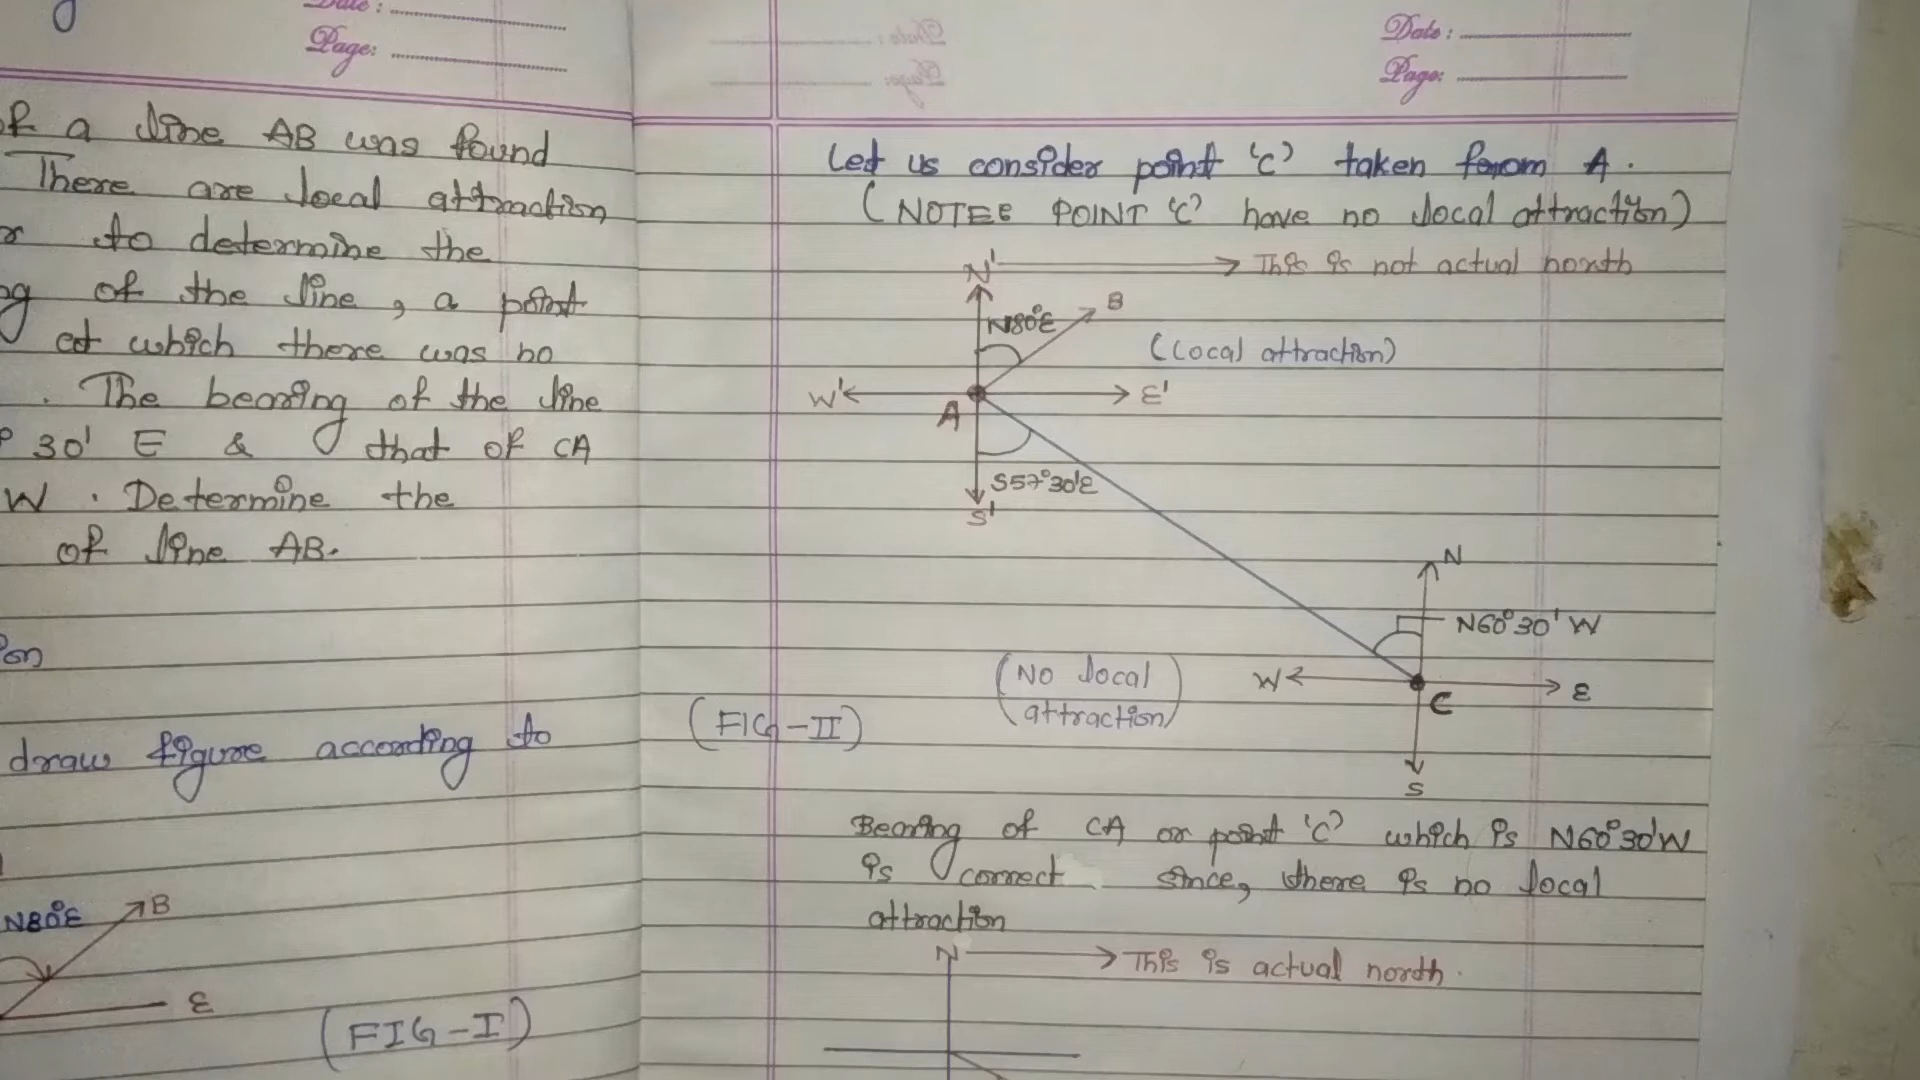 Date:
Page:
f a line AB was found
There are local attraction
r to determine the
of the line, a point
at which there was no
. The bearing of the line
30' E & that of CA
W. Determine the
of line AB.
on
draw figure according to
N80°E
B
E
(FIG-I)
Date:
Page:
Let us consider point 'C' taken from A.
(NOTE: POINT 'C' have no local attraction)
N' → This is not actual north
N80°E
B
(Local attraction)
W'
E'
A
S57°30'E
S'
N
N60°30'W
(No local
attraction)
W
E
C
(FIG-II)
S
Bearing of CA or point 'C' which is N60°30'W
is correct since, there is no local
attraction
N → This is actual north.